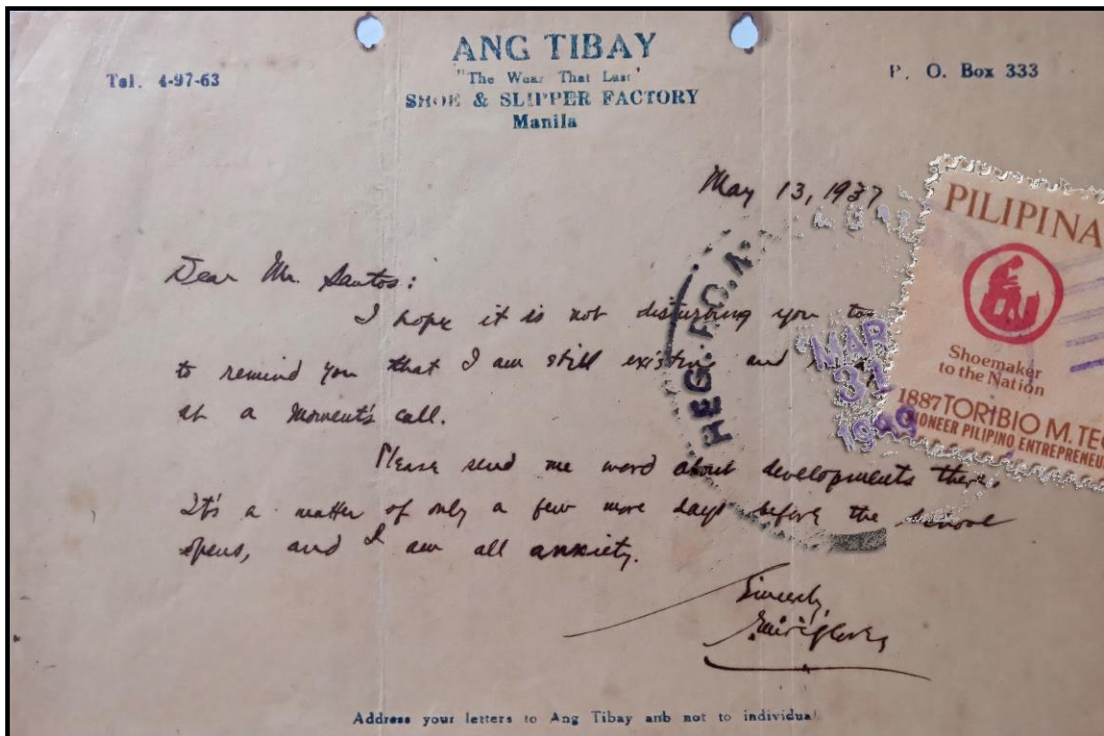 ANG TIBAY
"The Wear That Last"
SHOE & SLIPPER FACTORY
Manila
Tel. 4-97-63
P. O. Box 333
May 13, 1937
Dear Mr. Santos:
I hope it is not disturbing you too
to remind you that I am still existing and
at a moment's call.
Please send me word about developments there.
It's a matter of only a few more days before the school
opens, and I am all anxiety.
Sincerely,
Address your letters to Ang Tibay anb not to individual
REG. P.O.
MAR
31
1999
PILIPINA
Shoemaker
to the Nation
1887 TORIBIO M. TEO
PIONEER PILIPINO ENTREPRENEU